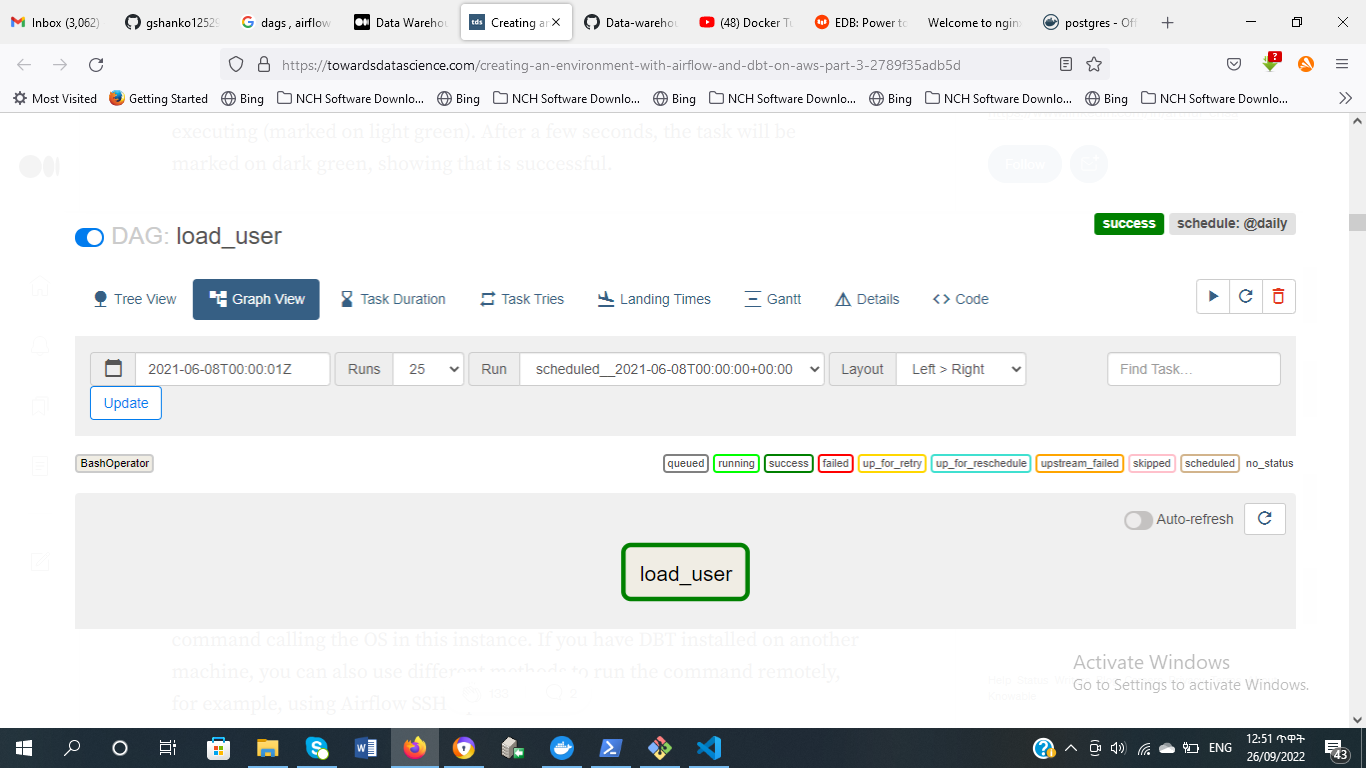 Inbox (3,062)
gshanko12529
dags , airflow
Data Wareho
Creating a
Data-wareho
(48) Docker Tu
EDB: Power to
Welcome to ngin
postgres - Off
https://towardsdatascience.com/creating-an-environment-with-airflow-and-dbt-on-aws-part-3-2789f35adb5d
Most Visited
Getting Started
Bing
NCH Software Downlo...
Bing
NCH Software Downlo...
Bing
NCH Software Downlo...
Bing
NCH Software Downlo...
Bing
NCH Software Downlo...
executing (marked on light green). After a few seconds, the task will
marked on dark green, showing that is successful.
DAG: load_user
success
schedule: @daily
Tree View
Graph View
Task Duration
Task Tries
Landing Times
Gantt
Details
<> Code
2021-06-08T00:00:01Z
Runs
25
Run
scheduled__2021-06-08T00:00:00+00:00
Layout
Left > Right
Find Task...
Update
BashOperator
queued
running
success
failed
up_for_retry
up_for_reschedule
upstream_failed
skipped
scheduled
no_status
Auto-refresh
load_user
command calling the OS in this instance. If you have DBT installed on another
machine, you can also use different methods to run the command remotely,
for example, using Airflow SSH
192
2
Activate Windows
Go to Settings to activate Windows.
ENG
12:51 ጥዋት
26/09/2022
43